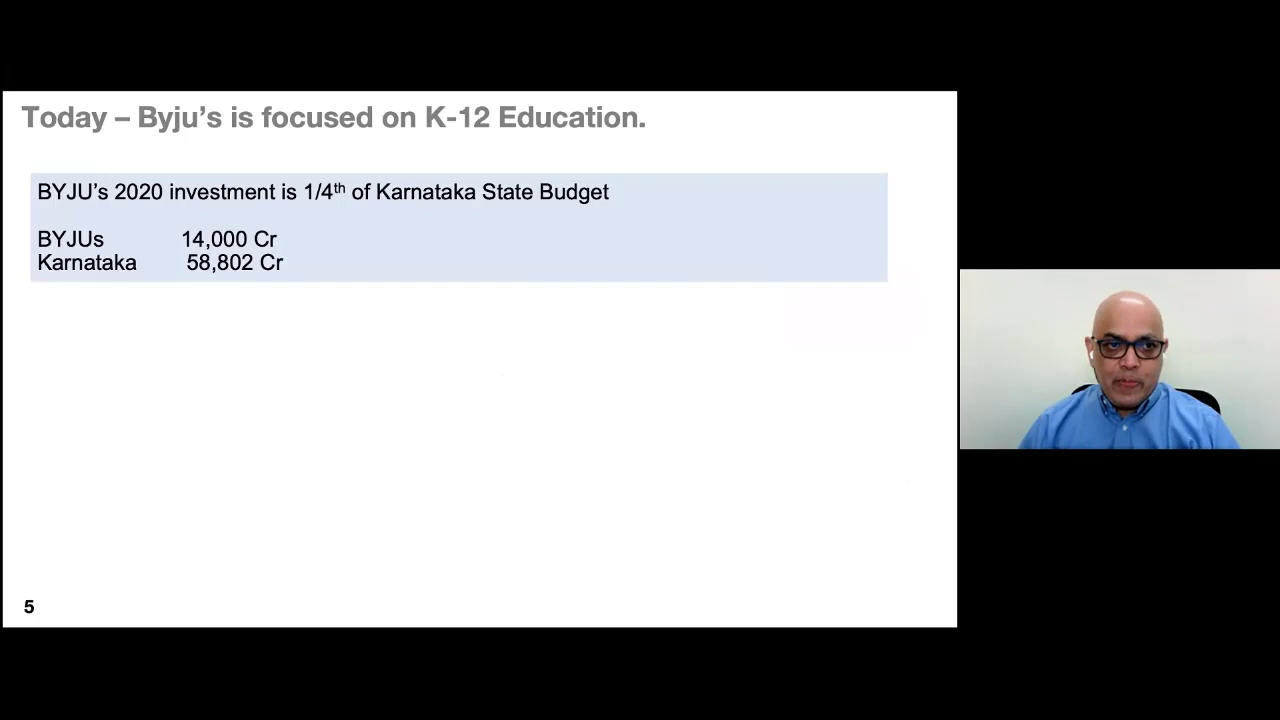 Today – Byju’s is focused on K-12 Education.
BYJU’s 2020 investment is 1/4th of Karnataka State Budget
BYJUs 14,000 Cr
Karnataka 58,802 Cr
5